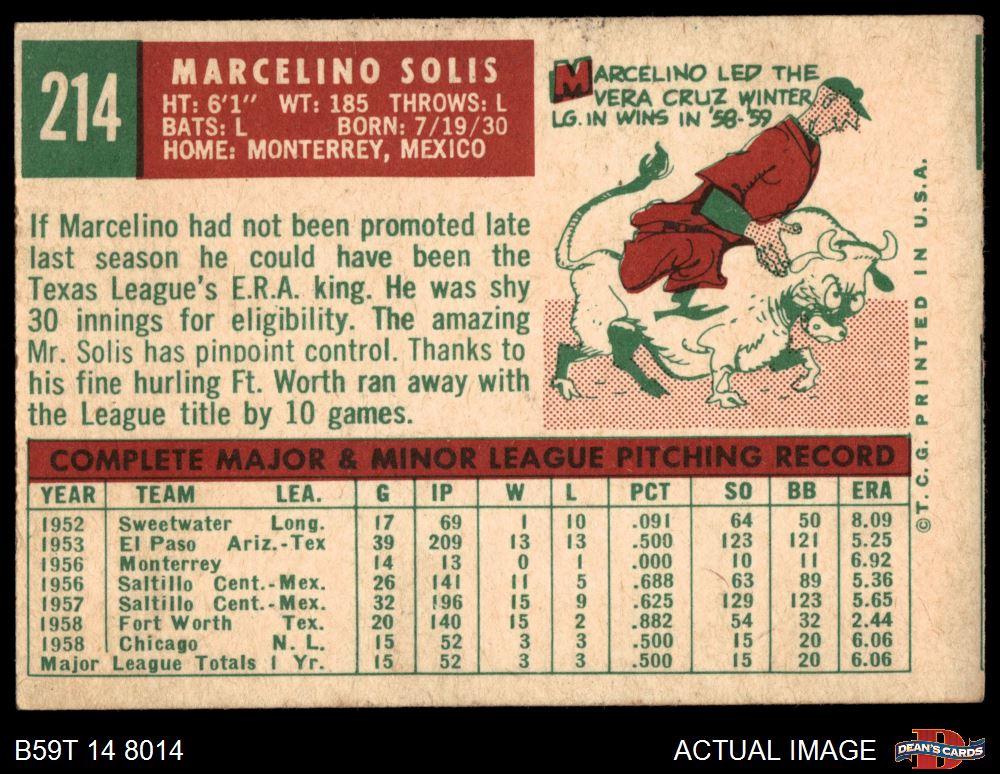 214
MARCELINO SOLIS
HT: 6'1" WT: 185 THROWS: L
BATS: L BORN: 7/19/30
HOME: MONTERREY, MEXICO
MARCELINO LED THE
VERA CRUZ WINTER
LG. IN WINS IN '58-'59
If Marcelino had not been promoted late
last season he could have been the
Texas League's E.R.A. king. He was shy
30 innings for eligibility. The amazing
Mr. Solis has pinpoint control. Thanks to
his fine hurling Ft. Worth ran away with
the League title by 10 games.
COMPLETE MAJOR & MINOR LEAGUE PITCHING RECORD
YEAR TEAM LEA. G IP W L PCT SO BB ERA
1952 Sweetwater Long. 17 69 1 10 .091 64 50 8.09
1953 El Paso Ariz.-Tex 39 209 13 13 .500 123 121 5.25
1956 Monterrey 14 13 0 1 .000 10 11 6.92
1956 Saltillo Cent.-Mex. 26 141 11 5 .688 63 89 5.36
1957 Saltillo Cent.-Mex. 32 196 15 9 .625 129 123 5.65
1958 Fort Worth Tex. 20 140 15 2 .882 54 32 2.44
1958 Chicago N. L. 15 52 3 3 .500 15 20 6.06
Major League Totals 1 Yr. 15 52 3 3 .500 15 20 6.06
©T.C.G. PRINTED IN U.S.A.
B59T 14 8014
ACTUAL IMAGE
DEAN'S CARDS